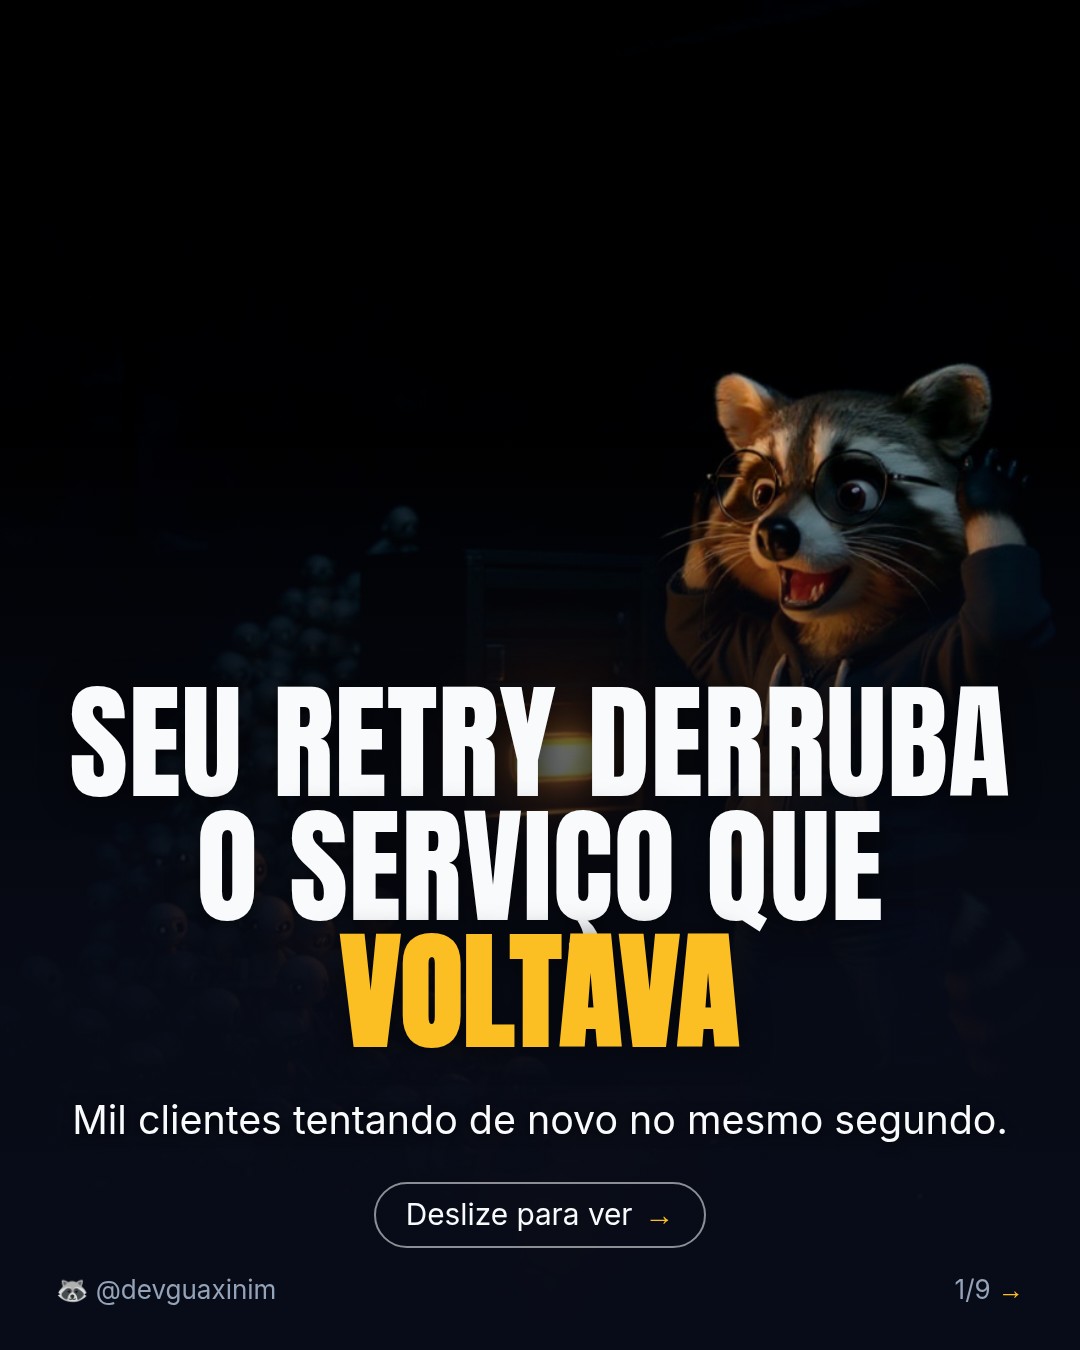 SEU RETRY DERRUBA
O SERVIÇO QUE
VOLTAVA
Mil clientes tentando de novo no mesmo segundo.
Deslize para ver →
🦝 @devguaxinim
1/9 →